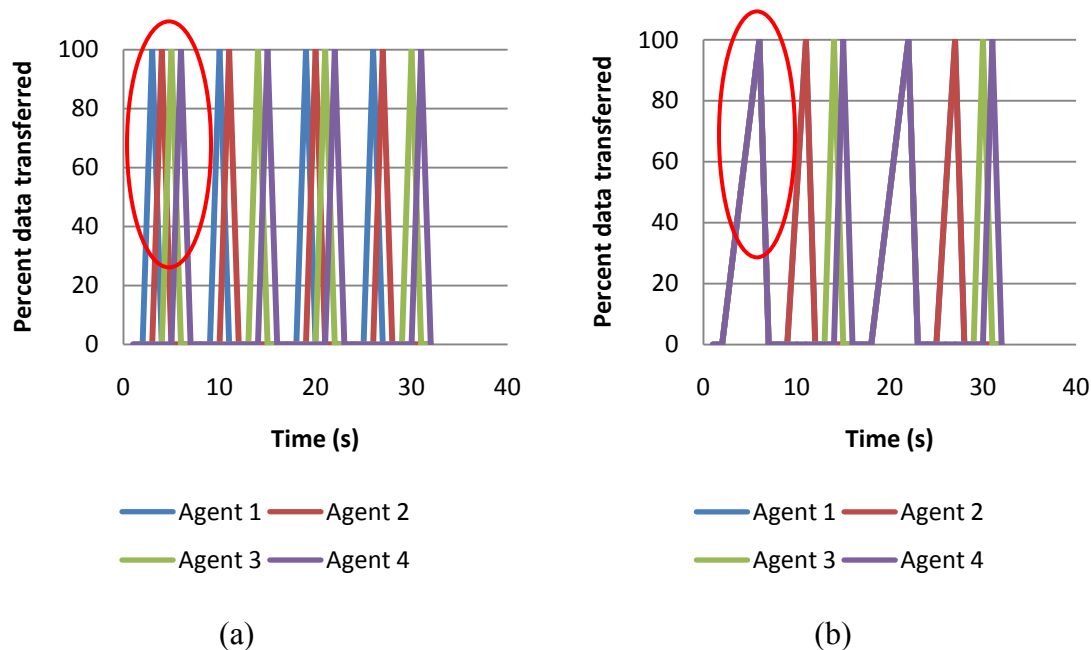 Percent data transferred
100
80
60
40
20
0
0 10 20 30 40
Time (s)
Agent 1 Agent 2
Agent 3 Agent 4
(a)
Percent data transferred
100
80
60
40
20
0
0 10 20 30 40
Time (s)
Agent 1 Agent 2
Agent 3 Agent 4
(b)